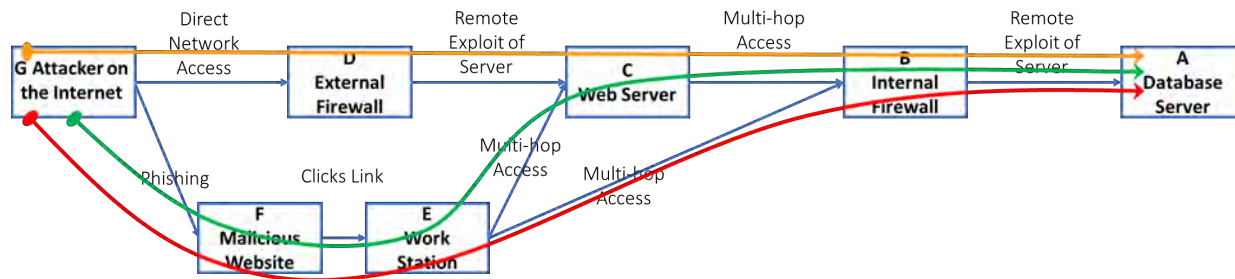 Direct
Network
Access
Remote
Exploit of
Server
Multi-hop
Access
Remote
Exploit of
Server
G Attacker on
the Internet
D
External
Firewall
C
Web Server
B
Internal
Firewall
A
Database
Server
Phishing
Clicks Link
Multi-hop
Access
Multi-hop
Access
F
Malicious
Website
E
Work
Station